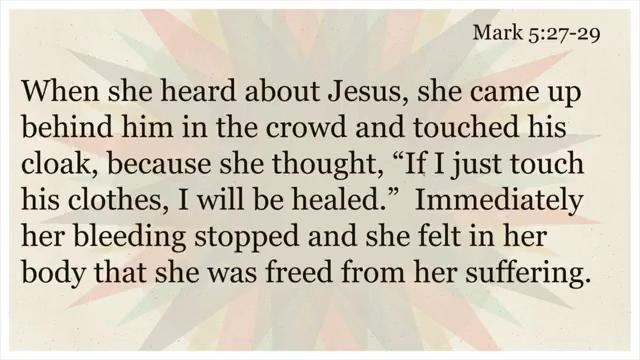 Mark 5:27-29
When she heard about Jesus, she came up
behind him in the crowd and touched his
cloak, because she thought, “If I just touch
his clothes, I will be healed.”  Immediately
her bleeding stopped and she felt in her
body that she was freed from her suffering.